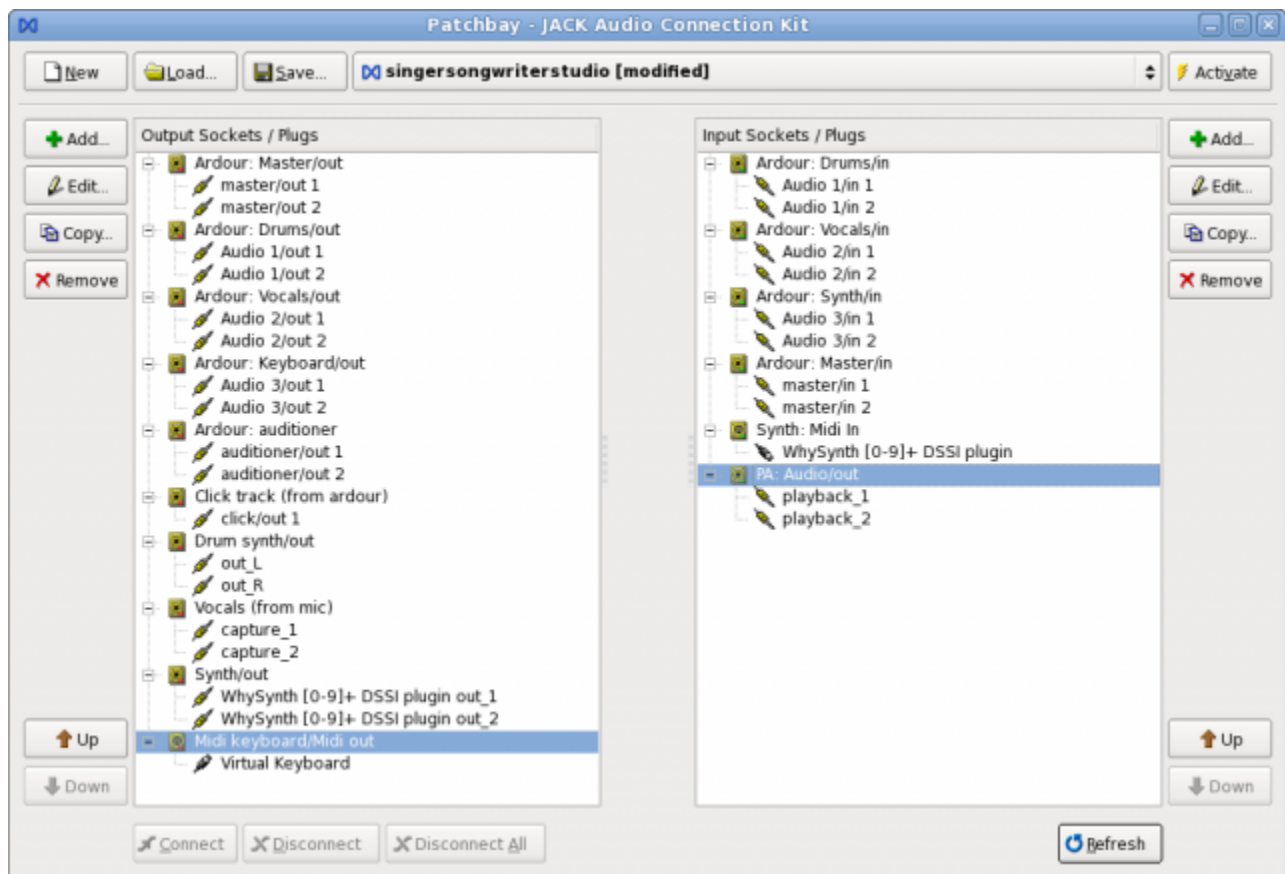 Patchbay - JACK Audio Connection Kit
New
Load...
Save...
singersongwriterstudio [modified]
Activate
Add...
Edit...
Copy...
Remove
Up
Down
Output Sockets / Plugs
Ardour: Master/out
master/out 1
master/out 2
Ardour: Drums/out
Audio 1/out 1
Audio 1/out 2
Ardour: Vocals/out
Audio 2/out 1
Audio 2/out 2
Ardour: Keyboard/out
Audio 3/out 1
Audio 3/out 2
Ardour: auditioner
auditioner/out 1
auditioner/out 2
Click track (from ardour)
click/out 1
Drum synth/out
out_L
out_R
Vocals (from mic)
capture_1
capture_2
Synth/out
WhySynth [0-9]+ DSSI plugin out_1
WhySynth [0-9]+ DSSI plugin out_2
Midi keyboard/Midi out
Virtual Keyboard
Input Sockets / Plugs
Ardour: Drums/in
Audio 1/in 1
Audio 1/in 2
Ardour: Vocals/in
Audio 2/in 1
Audio 2/in 2
Ardour: Synth/in
Audio 3/in 1
Audio 3/in 2
Ardour: Master/in
master/in 1
master/in 2
Synth: Midi In
WhySynth [0-9]+ DSSI plugin
PA: Audio/out
playback_1
playback_2
Add...
Edit...
Copy...
Remove
Up
Down
Connect
Disconnect
Disconnect All
Refresh